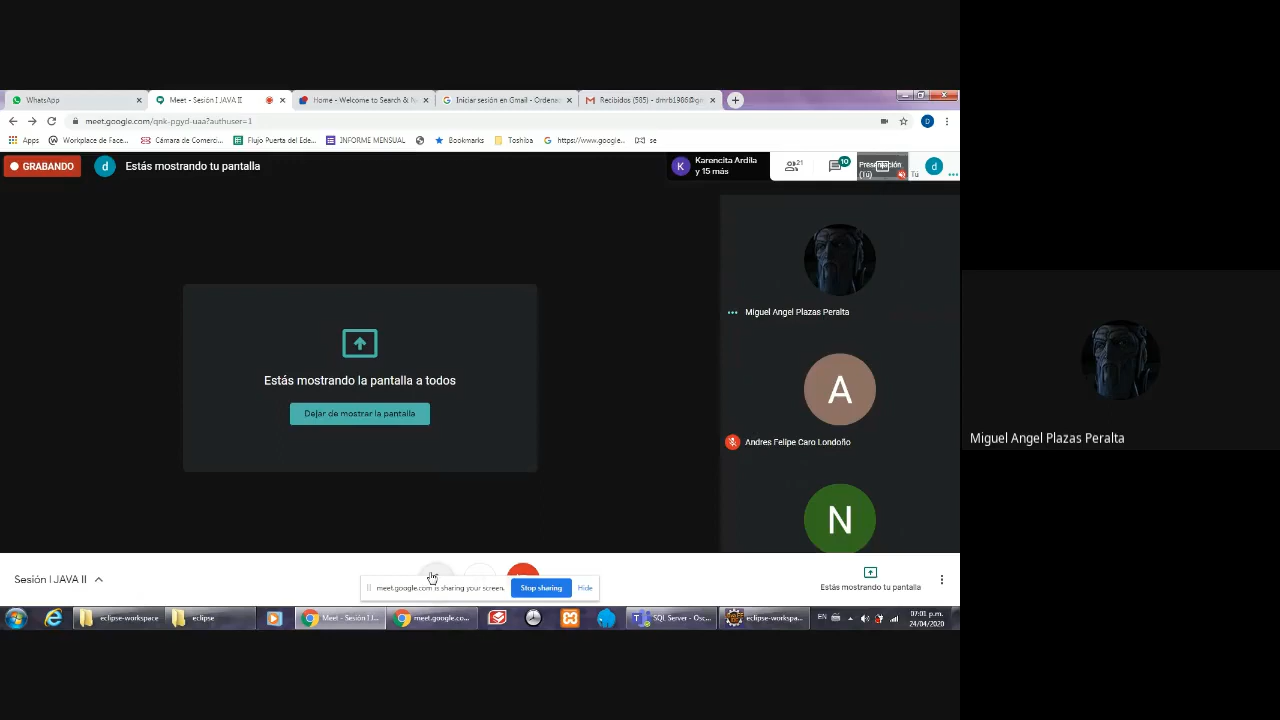 WhatsApp
Meet - Sesión I JAVA II
Home - Welcome to Search & N
Iniciar sesión en Gmail - Ordena
Recibidos (585) - dmrb1986@g
meet.google.com/qnk-pgyd-uaa?authuser=1
D
Apps
Workplace de Face...
Cámara de Comerci...
Flujo Puerta del Ede...
INFORME MENSUAL
Bookmarks
Toshiba
https://www.google...
se
GRABANDO
d
Estás mostrando tu pantalla
K
Karencita Ardila
y 15 más
21
10
Presentación
(Tú)
Tú
d
Miguel Angel Plazas Peralta
Estás mostrando la pantalla a todos
Dejar de mostrar la pantalla
A
Andres Felipe Caro Londoño
N
Miguel Angel Plazas Peralta
Sesión I JAVA II
meet.google.com is sharing your screen.
Stop sharing
Hide
Estás mostrando tu pantalla
eclipse-workspace
eclipse
Meet - Sesión I J...
meet.google.co...
SQL Server - Osc...
eclipse-workspa...
EN
07:01 p.m.
24/04/2020